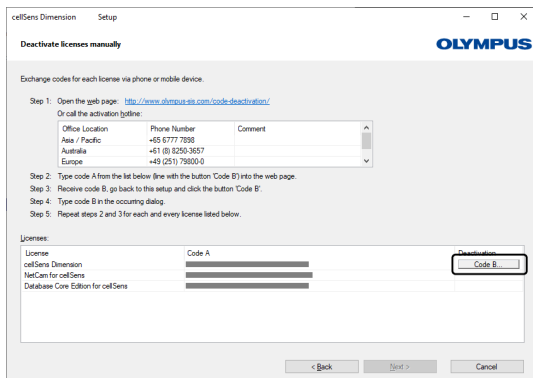 cellSens Dimension Setup
Deactivate licenses manually
OLYMPUS
Exchange codes for each license via phone or mobile device.
Step 1: Open the web page: http://www.olympus-sis.com/code-deactivation/
Or call the activation hotline:
Office Location Phone Number Comment
Asia / Pacific +65 6777 7898
Australia +61 (8) 8250-3657
Europe +49 (251) 79800-0
Step 2: Type code A from the list below (line with the button 'Code B') into the web page.
Step 3: Receive code B, go back to this setup and click the button 'Code B'.
Step 4: Type code B in the occurring dialog.
Step 5: Repeat steps 2 and 3 for each and every license listed below.
Licenses:
License Code A Deactivation
cellSens Dimension Code B...
NetCam for cellSens
Database Core Edition for cellSens
< Back Next > Cancel